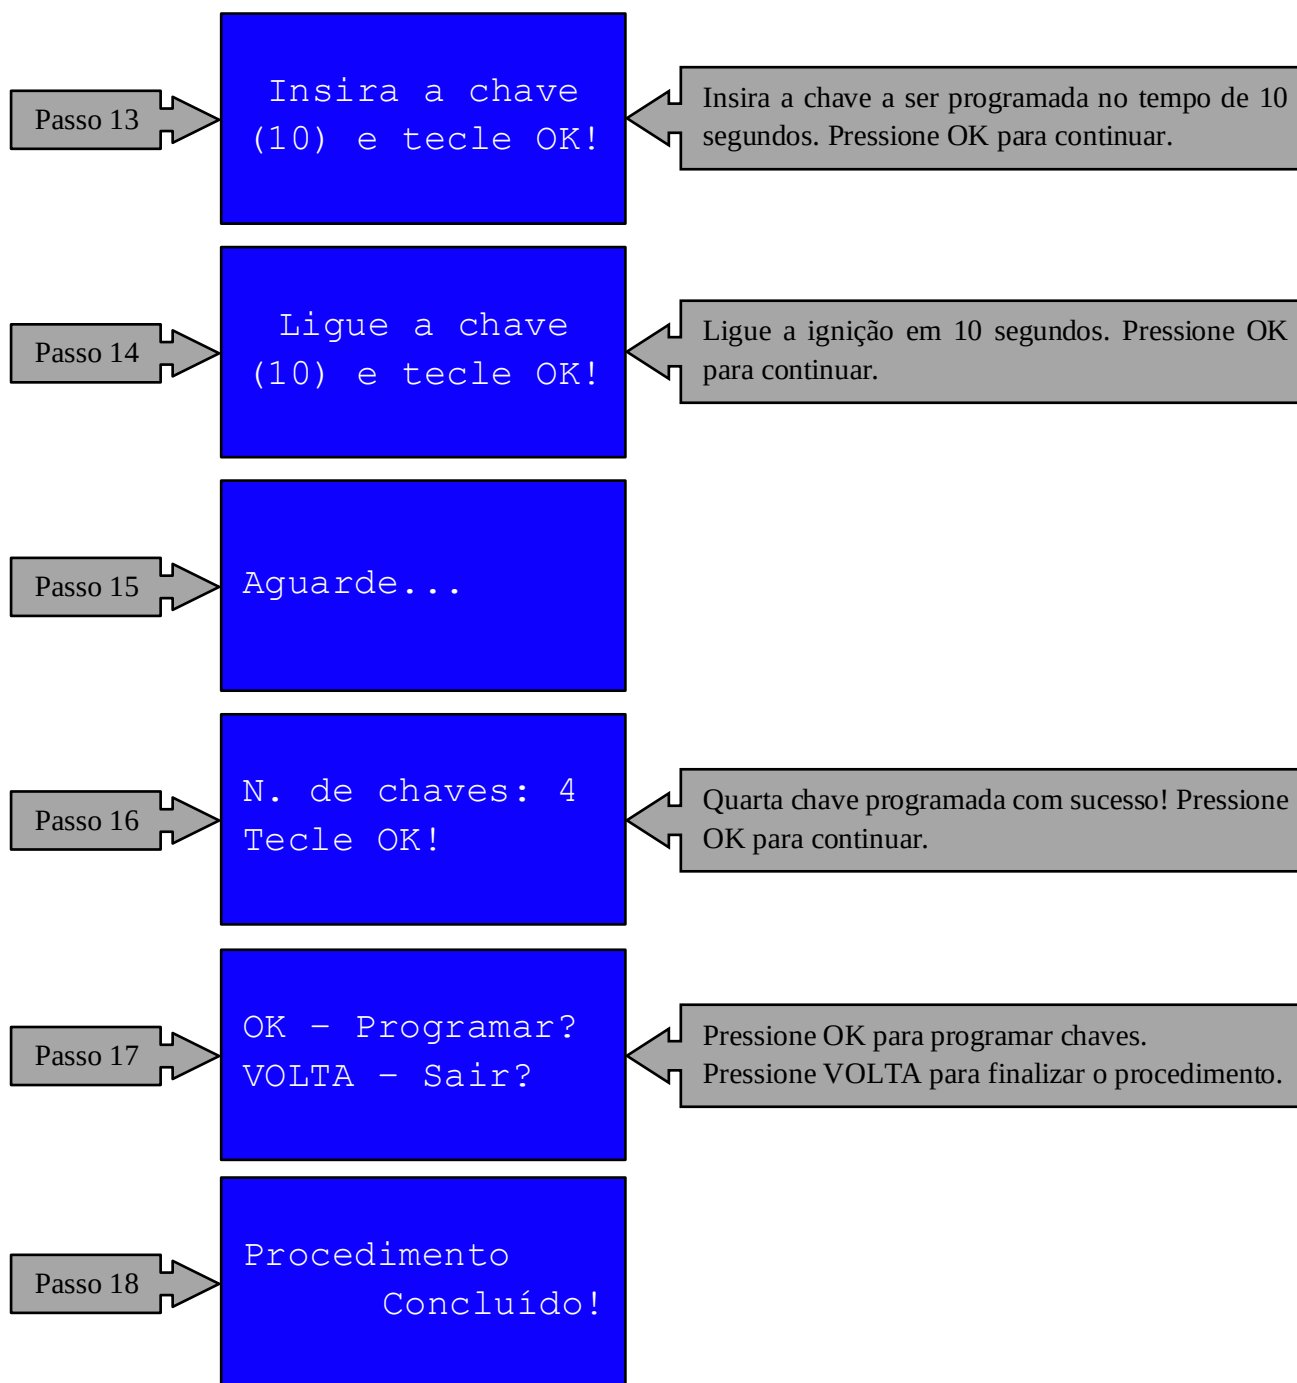 Passo 13
Insira a chave
(10) e tecle OK!
Insira a chave a ser programada no tempo de 10
segundos. Pressione OK para continuar.
Passo 14
Ligue a chave
(10) e tecle OK!
Ligue a ignição em 10 segundos. Pressione OK
para continuar.
Passo 15
Aguarde...
Passo 16
N. de chaves: 4
Tecle OK!
Quarta chave programada com sucesso! Pressione
OK para continuar.
Passo 17
OK – Programar?
VOLTA – Sair?
Pressione OK para programar chaves.
Pressione VOLTA para finalizar o procedimento.
Passo 18
Procedimento
Concluído!